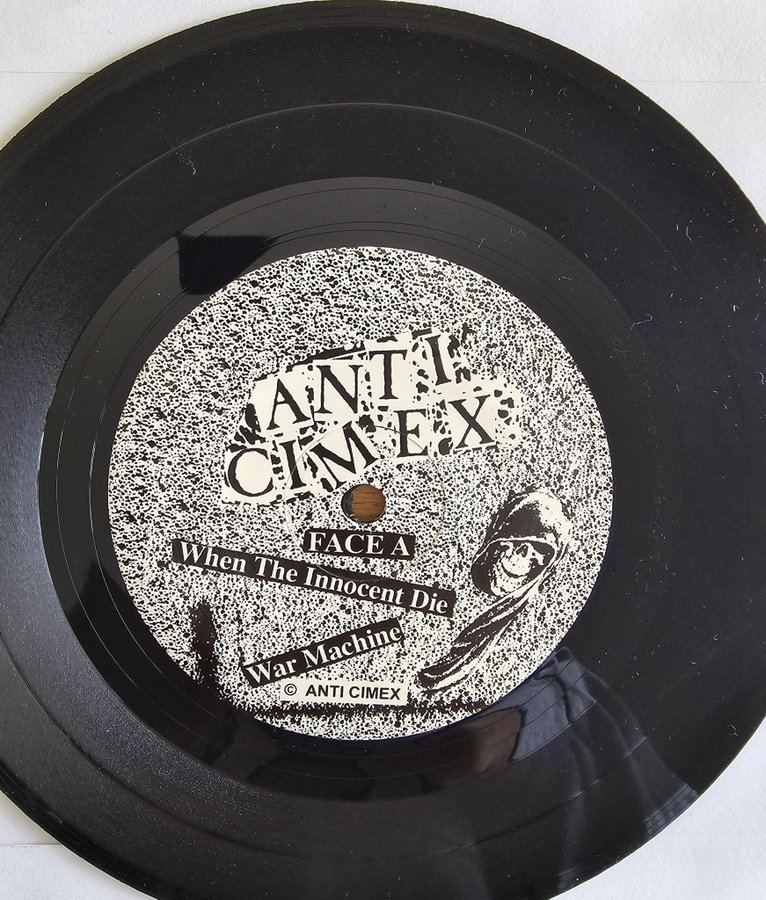 ANTI
CIMEX
FACE A
When The Innocent Die
War Machine
© ANTI CIMEX